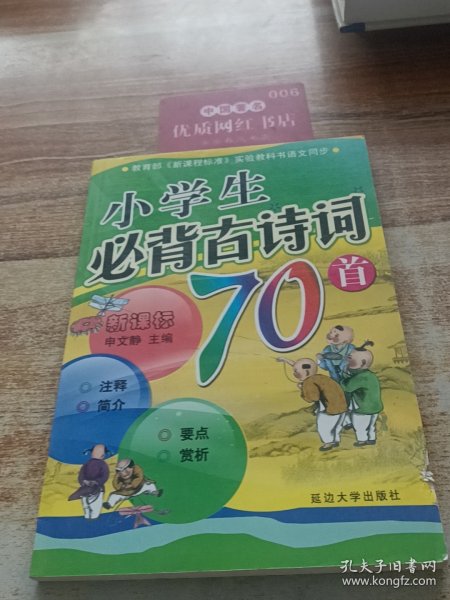 006
中国著名
优质网红书店
教育部《新课程标准》实验教科书语文同步
小学生
必背古诗词
70首
新课标
申文静 主编
注释
简介
要点
赏析
延边大学出版社
孔夫子旧书网
www.kongfz.com